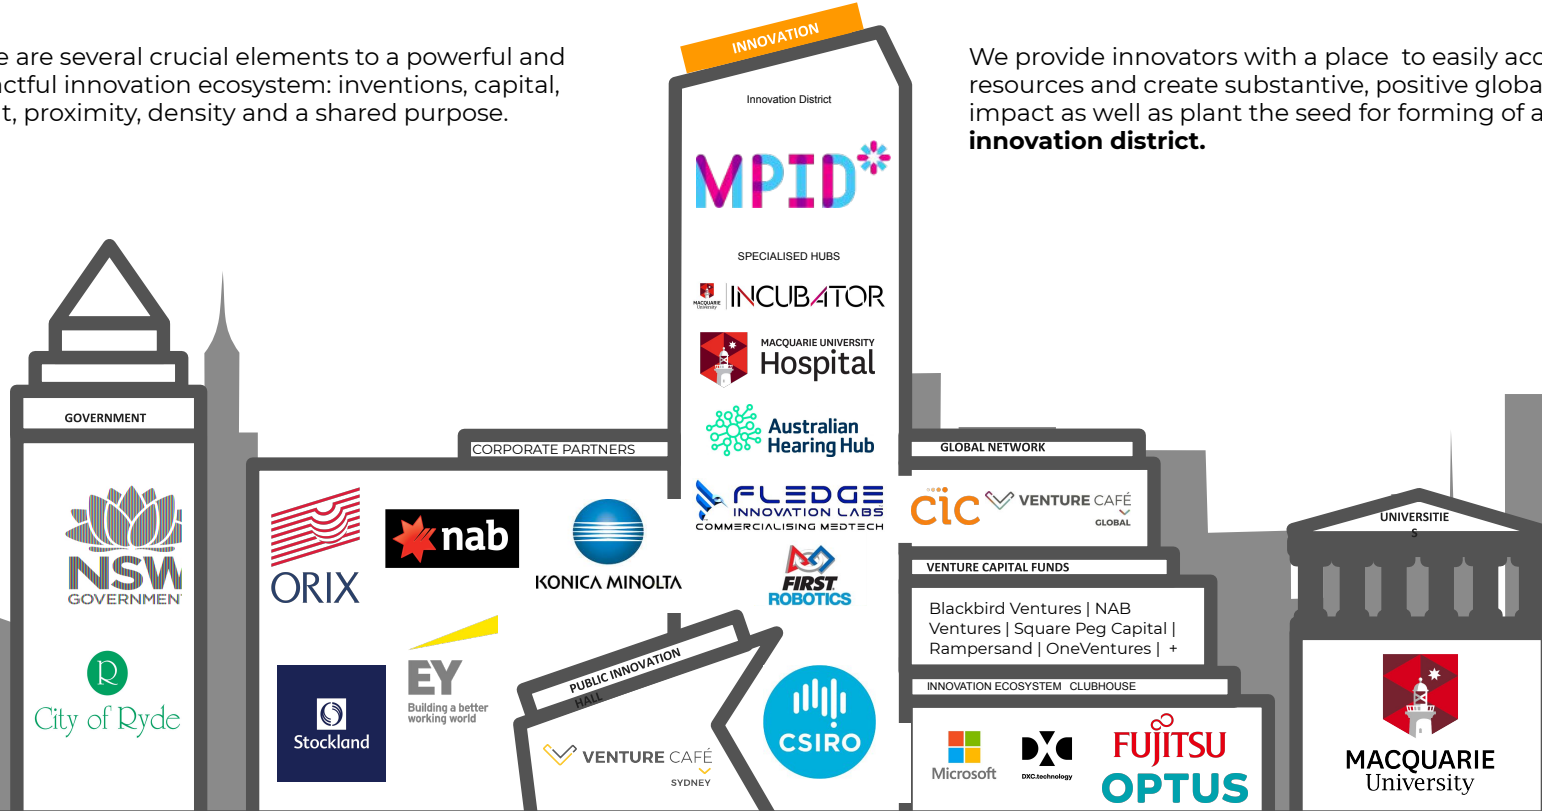 e are several crucial elements to a powerful and
actful innovation ecosystem: inventions, capital,
t, proximity, density and a shared purpose.
INNOVATION
We provide innovators with a place to easily acc
resources and create substantive, positive globa
impact as well as plant the seed for forming of a
innovation district.
Innovation District
MPID*
SPECIALISED HUBS
MACQUARIE
University
INCUBATOR
MACQUARIE UNIVERSITY
Hospital
Australian
Hearing Hub
FLEDGE
INNOVATION LABS
COMMERCIALISING MEDTECH
FIRST
ROBOTICS
CSIRO
GOVERNMENT
NSW
GOVERNMEN
R
City of Ryde
CORPORATE PARTNERS
ORIX
nab
KONICA MINOLTA
Stockland
EY
Building a better
working world
PUBLIC INNOVATION
HALL
VENTURE CAFÉ
SYDNEY
GLOBAL NETWORK
cic
VENTURE CAFÉ
GLOBAL
VENTURE CAPITAL FUNDS
Blackbird Ventures | NAB
Ventures | Square Peg Capital |
Rampersand | OneVentures | +
INNOVATION ECOSYSTEM CLUBHOUSE
Microsoft
DXC.technology
FUJITSU
OPTUS
UNIVERSITIE
S
MACQUARIE
University